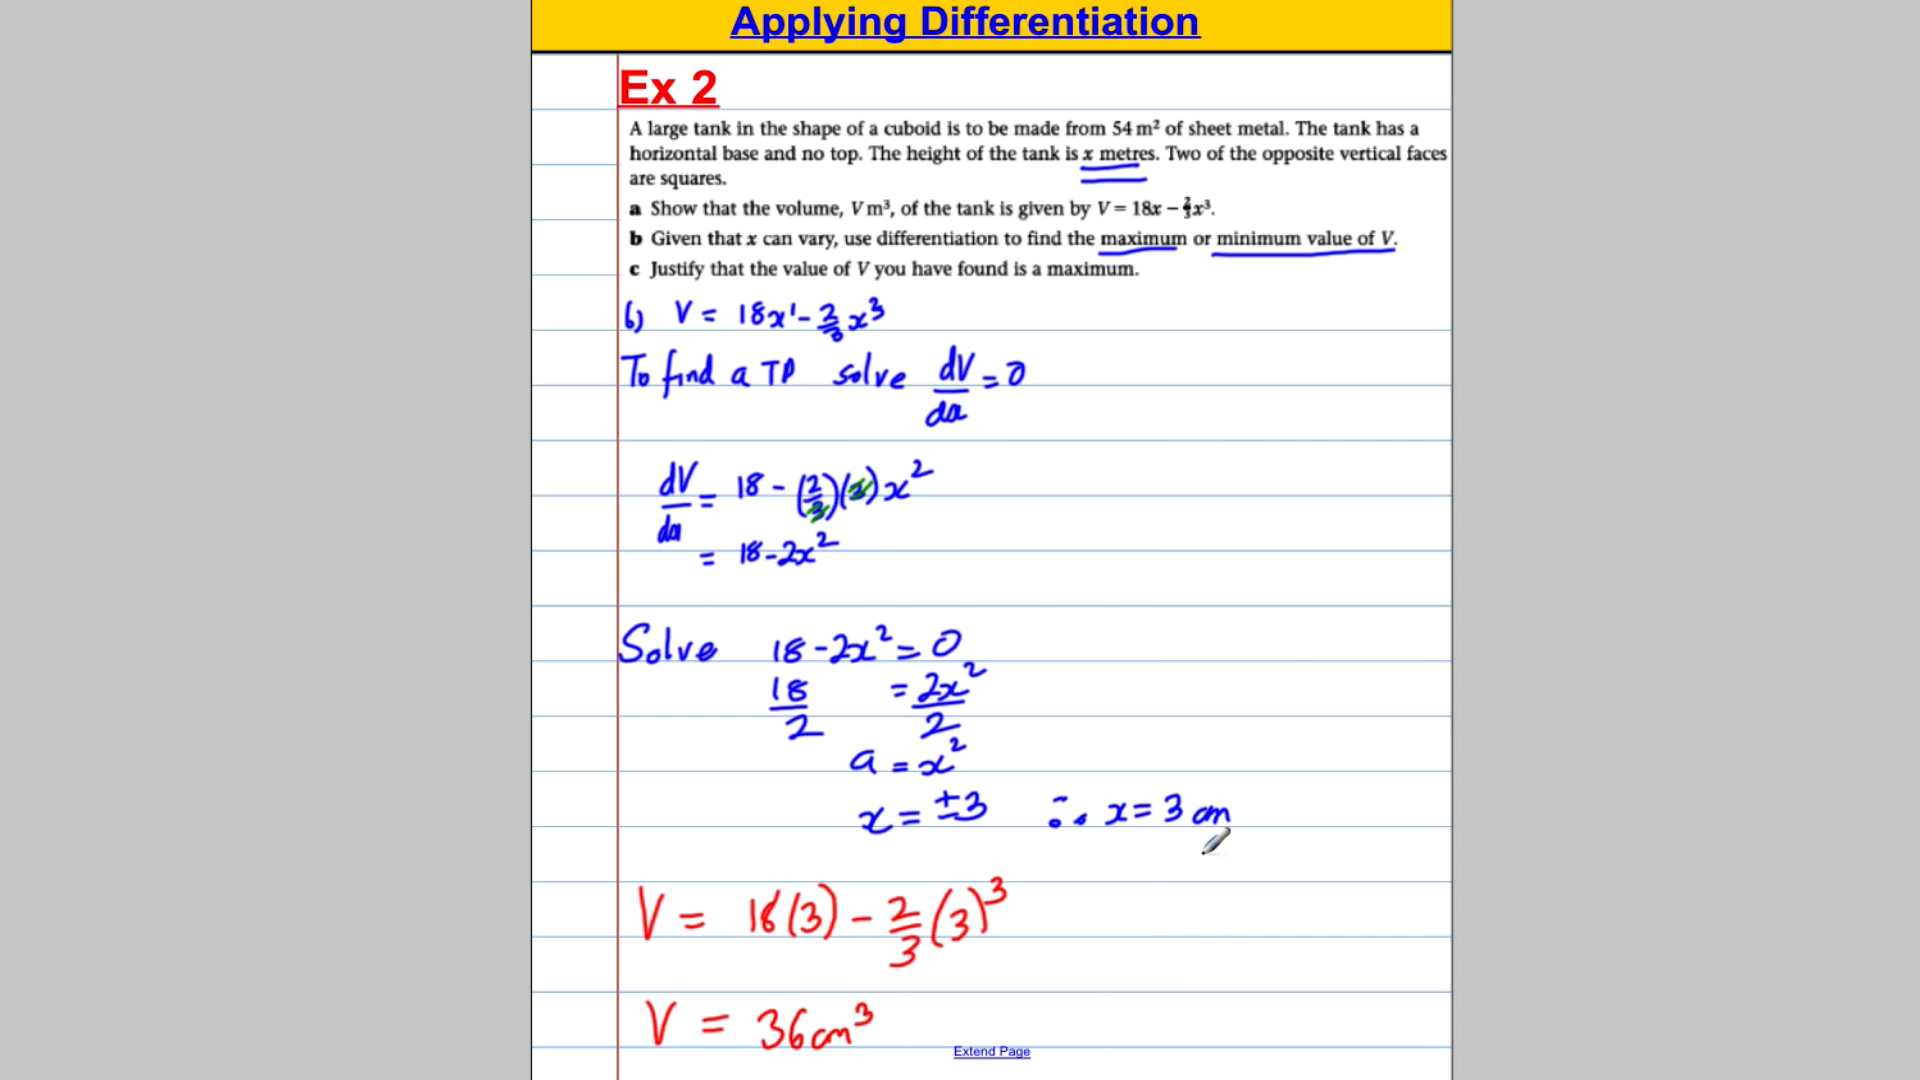 Applying Differentiation
Ex 2
A large tank in the shape of a cuboid is to be made from 54 m² of sheet metal. The tank has a
horizontal base and no top. The height of the tank is x metres. Two of the opposite vertical faces
are squares.
a Show that the volume, V m³, of the tank is given by V = 18x – ⅔x³.
b Given that x can vary, use differentiation to find the maximum or minimum value of V.
c Justify that the value of V you have found is a maximum.
b) V = 18x¹ - 2/3 x³
To find a TP solve dV/dx = 0
dV/dx = 18 - (2/3)(3)x²
= 18 - 2x²
Solve 18 - 2x² = 0
18/2 = 2x²/2
9 = x²
x = ±3 ∴ x = 3 cm
V = 18(3) - 2/3 (3)³
V = 36 cm³
Extend Page